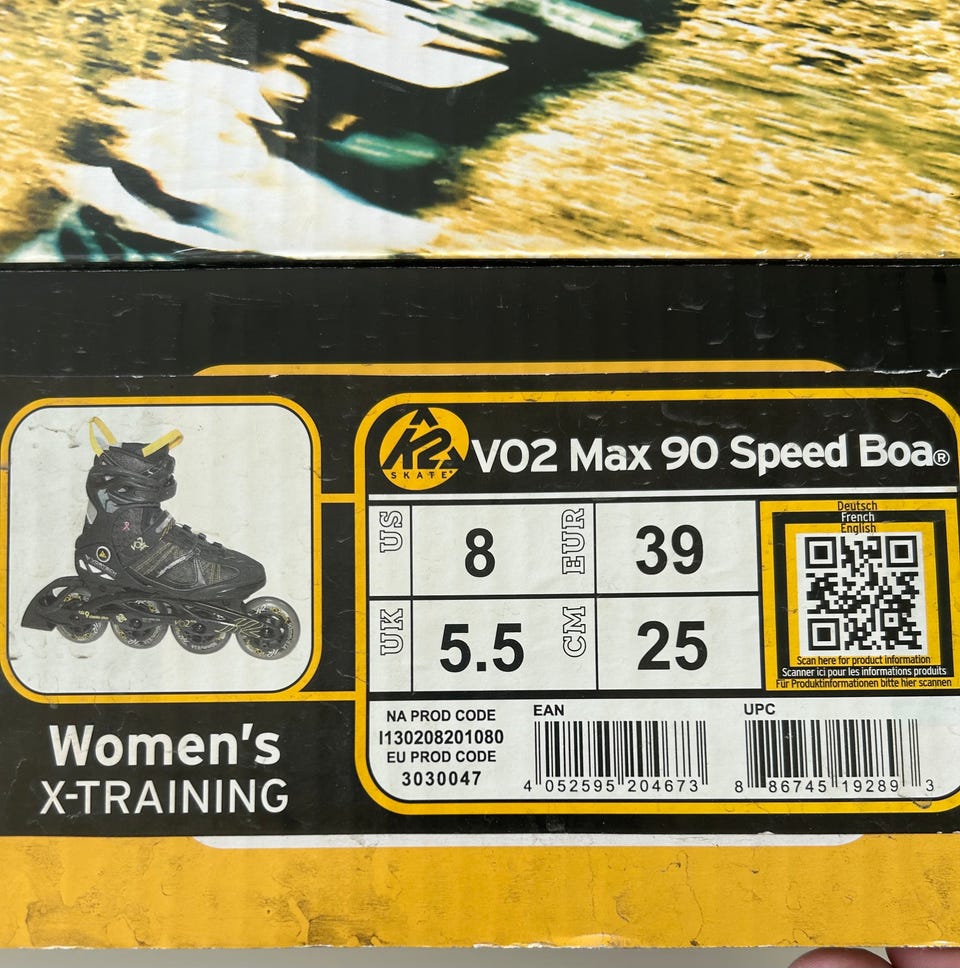 K2
SKATE
VO2 Max 90 Speed Boa®
US
8
EUR
39
UK
5.5
CM
25
Deutsch
French
English
Scan here for product information
Scanner ici pour les informations produits
Für Produktinformationen bitte hier scannen
NA PROD CODE
I130208201080
EU PROD CODE
3030047
EAN
4 052595 204673
UPC
8 86745 19289 3
Women's
X-TRAINING